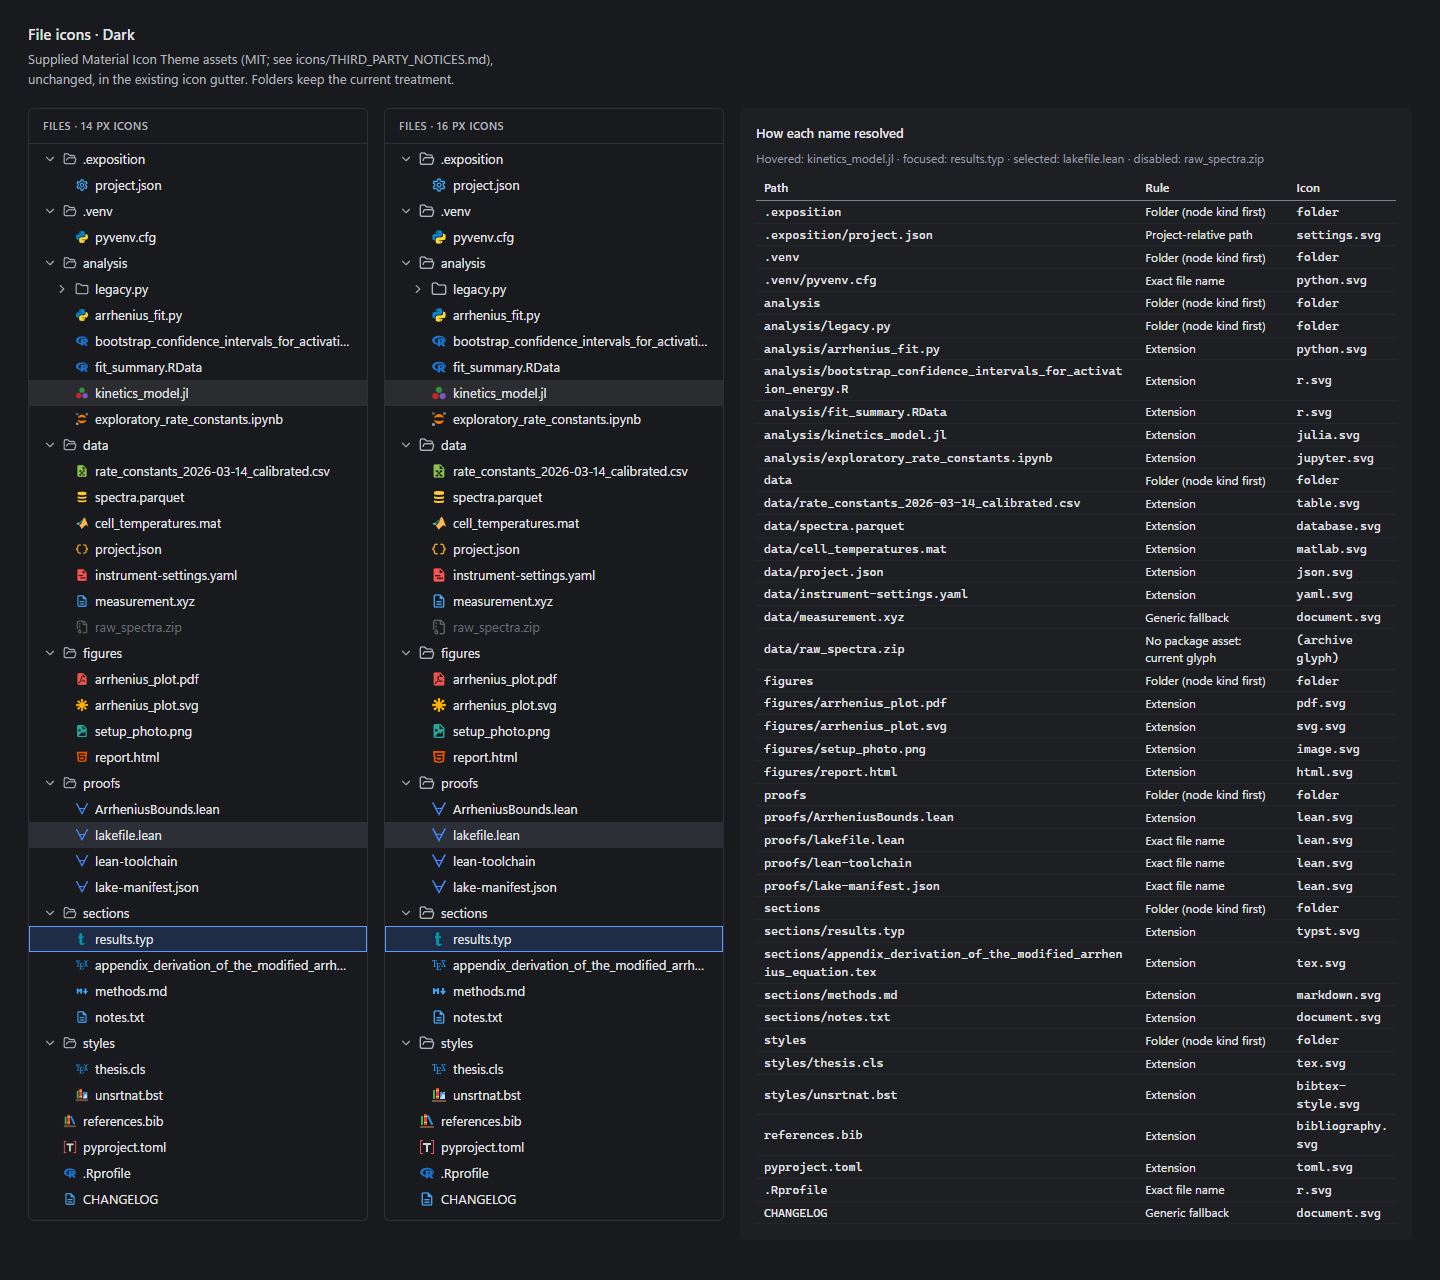 File icons · Dark
Supplied Material Icon Theme assets (MIT; see icons/THIRD_PARTY_NOTICES.md),
unchanged, in the existing icon gutter. Folders keep the current treatment.
FILES · 14 PX ICONS
.exposition
project.json
.venv
pyvenv.cfg
analysis
legacy.py
arrhenius_fit.py
bootstrap_confidence_intervals_for_activati...
fit_summary.RData
kinetics_model.jl
exploratory_rate_constants.ipynb
data
rate_constants_2026-03-14_calibrated.csv
spectra.parquet
cell_temperatures.mat
project.json
instrument-settings.yaml
measurement.xyz
raw_spectra.zip
figures
arrhenius_plot.pdf
arrhenius_plot.svg
setup_photo.png
report.html
proofs
ArrheniusBounds.lean
lakefile.lean
lean-toolchain
lake-manifest.json
sections
results.typ
appendix_derivation_of_the_modified_arrh...
methods.md
notes.txt
styles
thesis.cls
unsrtnat.bst
references.bib
pyproject.toml
.Rprofile
CHANGELOG
FILES · 16 PX ICONS
.exposition
project.json
.venv
pyvenv.cfg
analysis
legacy.py
arrhenius_fit.py
bootstrap_confidence_intervals_for_activati...
fit_summary.RData
kinetics_model.jl
exploratory_rate_constants.ipynb
data
rate_constants_2026-03-14_calibrated.csv
spectra.parquet
cell_temperatures.mat
project.json
instrument-settings.yaml
measurement.xyz
raw_spectra.zip
figures
arrhenius_plot.pdf
arrhenius_plot.svg
setup_photo.png
report.html
proofs
ArrheniusBounds.lean
lakefile.lean
lean-toolchain
lake-manifest.json
sections
results.typ
appendix_derivation_of_the_modified_arrh...
methods.md
notes.txt
styles
thesis.cls
unsrtnat.bst
references.bib
pyproject.toml
.Rprofile
CHANGELOG
How each name resolved
Hovered: kinetics_model.jl · focused: results.typ · selected: lakefile.lean · disabled: raw_spectra.zip
Path Rule Icon
.exposition Folder (node kind first) folder
.exposition/project.json Project-relative path settings.svg
.venv Folder (node kind first) folder
.venv/pyvenv.cfg Exact file name python.svg
analysis Folder (node kind first) folder
analysis/legacy.py Folder (node kind first) folder
analysis/arrhenius_fit.py Extension python.svg
analysis/bootstrap_confidence_intervals_for_activat
ion_energy.R Extension r.svg
analysis/fit_summary.RData Extension r.svg
analysis/kinetics_model.jl Extension julia.svg
analysis/exploratory_rate_constants.ipynb Extension jupyter.svg
data Folder (node kind first) folder
data/rate_constants_2026-03-14_calibrated.csv Extension table.svg
data/spectra.parquet Extension database.svg
data/cell_temperatures.mat Extension matlab.svg
data/project.json Extension json.svg
data/instrument-settings.yaml Extension yaml.svg
data/measurement.xyz Generic fallback document.svg
data/raw_spectra.zip No package asset: (archive
current glyph glyph)
figures Folder (node kind first) folder
figures/arrhenius_plot.pdf Extension pdf.svg
figures/arrhenius_plot.svg Extension svg.svg
figures/setup_photo.png Extension image.svg
figures/report.html Extension html.svg
proofs Folder (node kind first) folder
proofs/ArrheniusBounds.lean Extension lean.svg
proofs/lakefile.lean Exact file name lean.svg
proofs/lean-toolchain Exact file name lean.svg
proofs/lake-manifest.json Exact file name lean.svg
sections Folder (node kind first) folder
sections/results.typ Extension typst.svg
sections/appendix_derivation_of_the_modified_arrhen
ius_equation.tex Extension tex.svg
sections/methods.md Extension markdown.svg
sections/notes.txt Extension document.svg
styles Folder (node kind first) folder
styles/thesis.cls Extension tex.svg
styles/unsrtnat.bst Extension bibtex-
style.svg
references.bib Extension bibliography.
svg
pyproject.toml Extension toml.svg
.Rprofile Exact file name r.svg
CHANGELOG Generic fallback document.svg